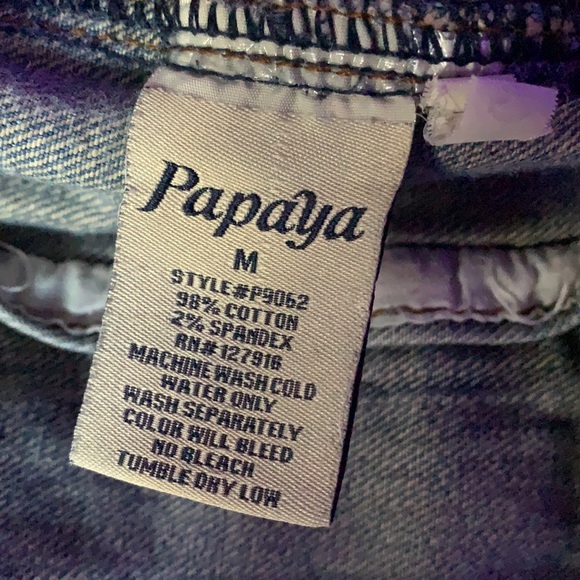 Papaya
M
STYLE#P9062
98% COTTON
2% SPANDEX
RN#127916
MACHINE WASH COLD
WATER ONLY
WASH SEPARATELY
COLOR WILL BLEED
NO BLEACH
TUMBLE DRY LOW